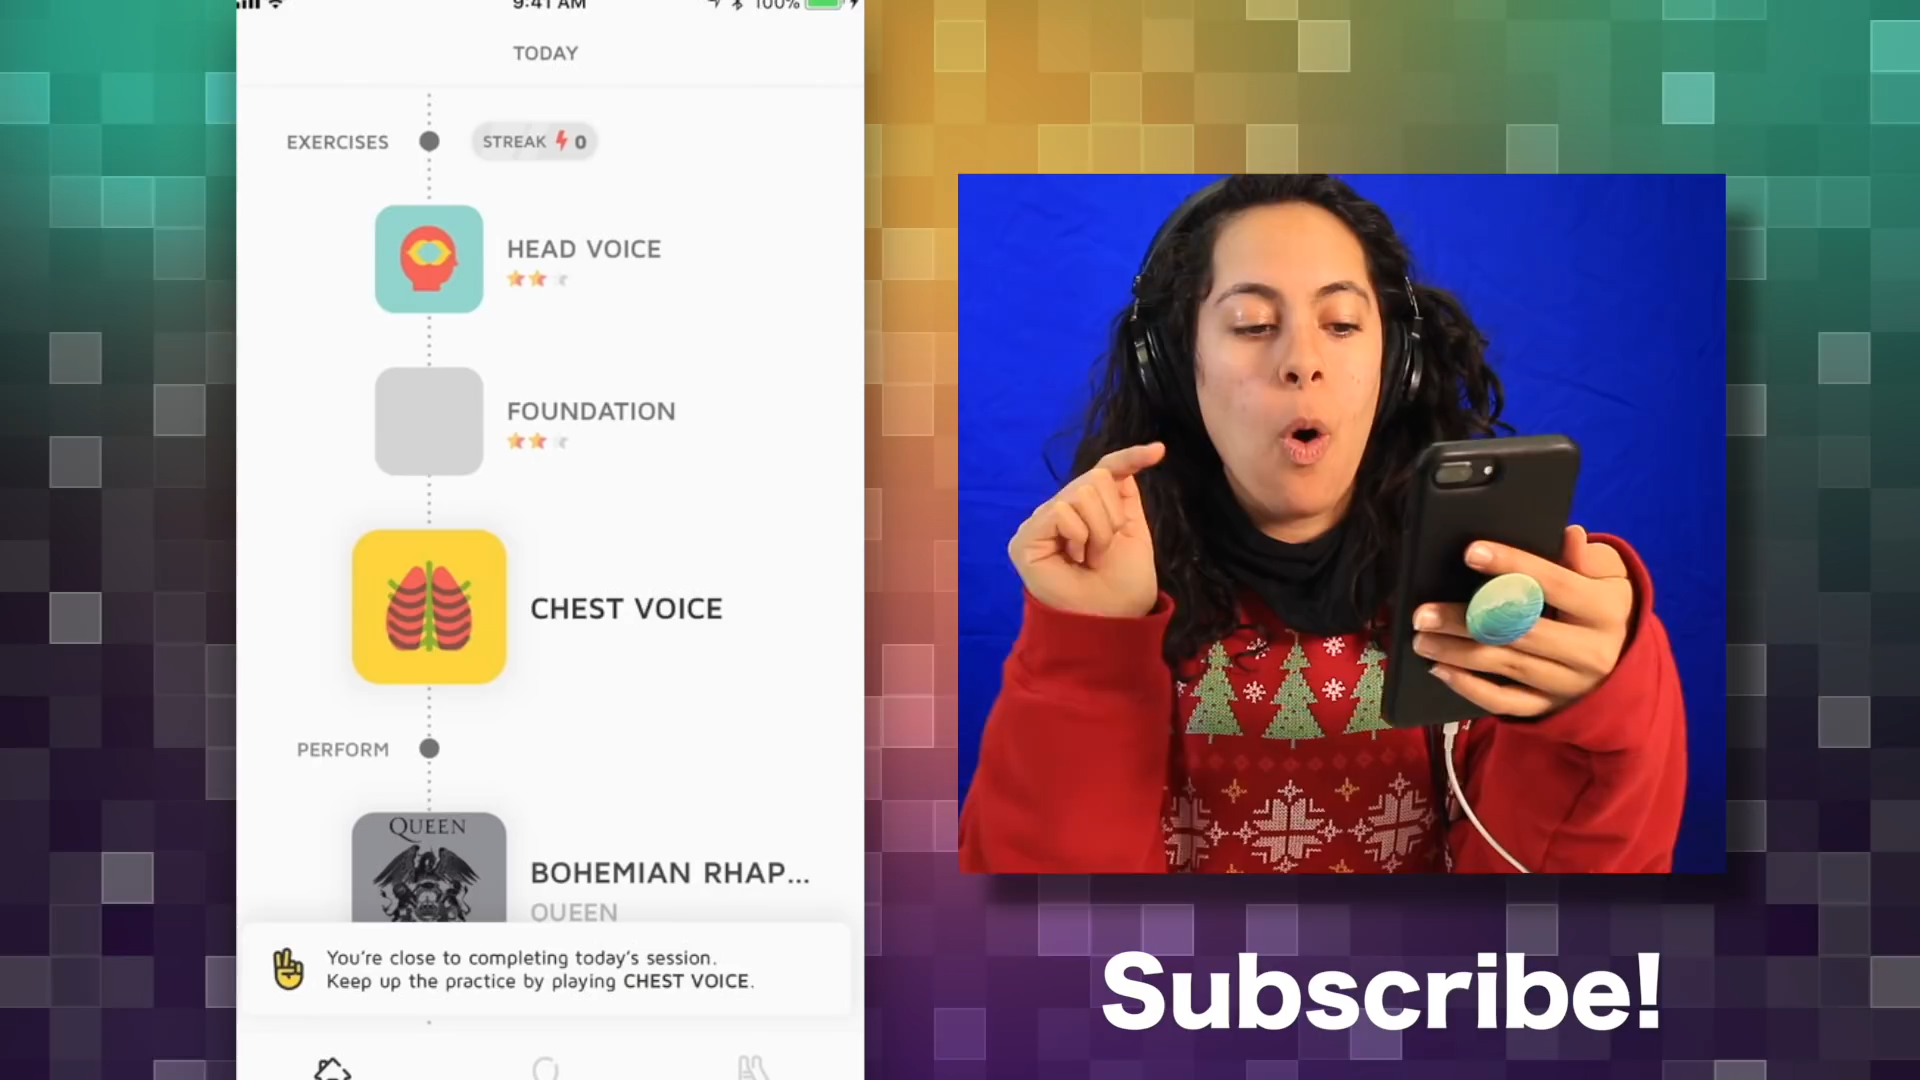 9:41 AM
100%
TODAY
EXERCISES
STREAK 0
HEAD VOICE
FOUNDATION
CHEST VOICE
PERFORM
QUEEN
BOHEMIAN RHAP...
QUEEN
You're close to completing today's session.
Keep up the practice by playing CHEST VOICE.
Subscribe!